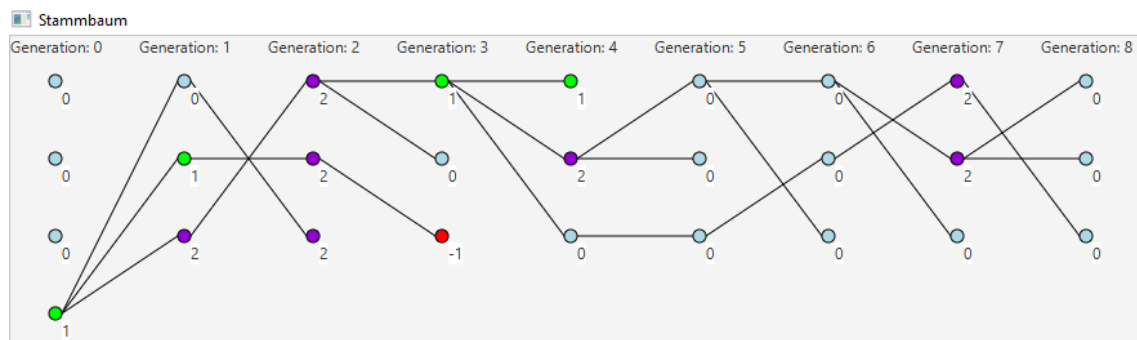 Stammbaum
Generation: 0 Generation: 1 Generation: 2 Generation: 3 Generation: 4 Generation: 5 Generation: 6 Generation: 7 Generation: 8
0 0 2 1 1 0 0 2 0
0 1 2 0 2 0 0 2 0
0 2 2 -1 0 0 0 0 0
1